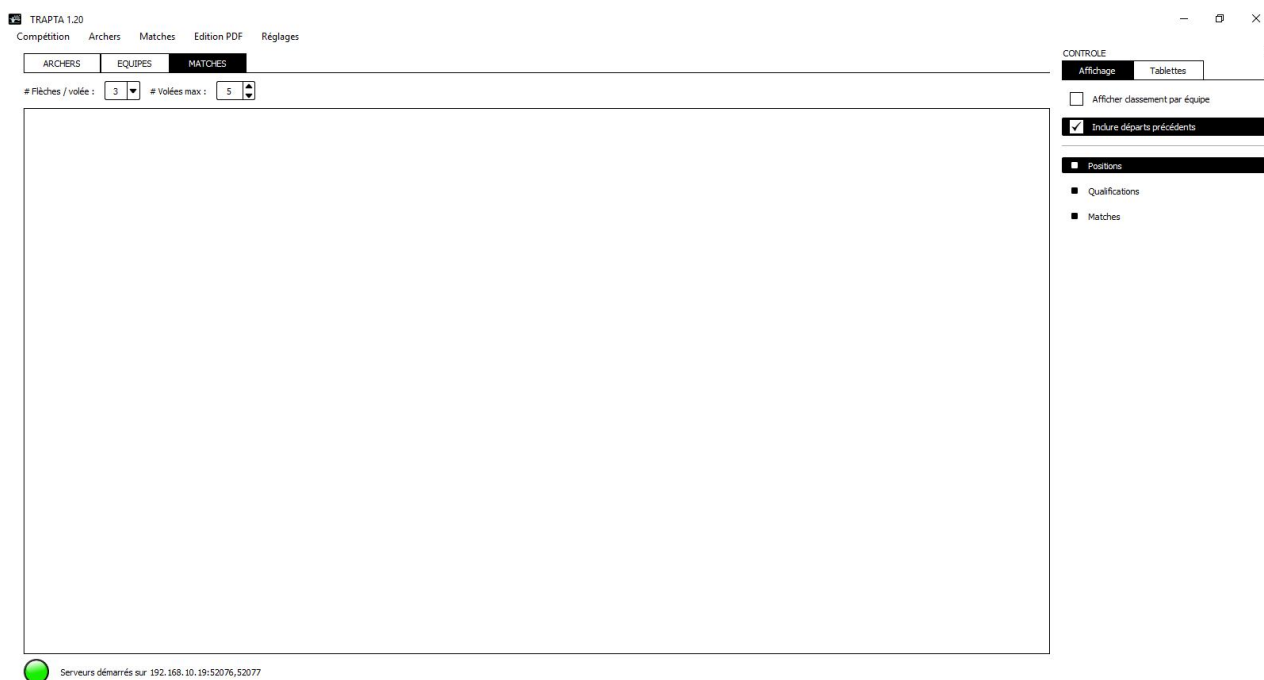 TRAPTA 1.20
Compétition Archers Matches Edition PDF Réglages
ARCHERS EQUIPES MATCHES
# Flèches / volée : 3 # Volées max : 5
CONTROLE
Affichage Tablettes
Afficher classement par équipe
Inclure départs précédents
Positions
Qualifications
Matches
Serveurs démarrés sur 192.168.10.19:52076,52077